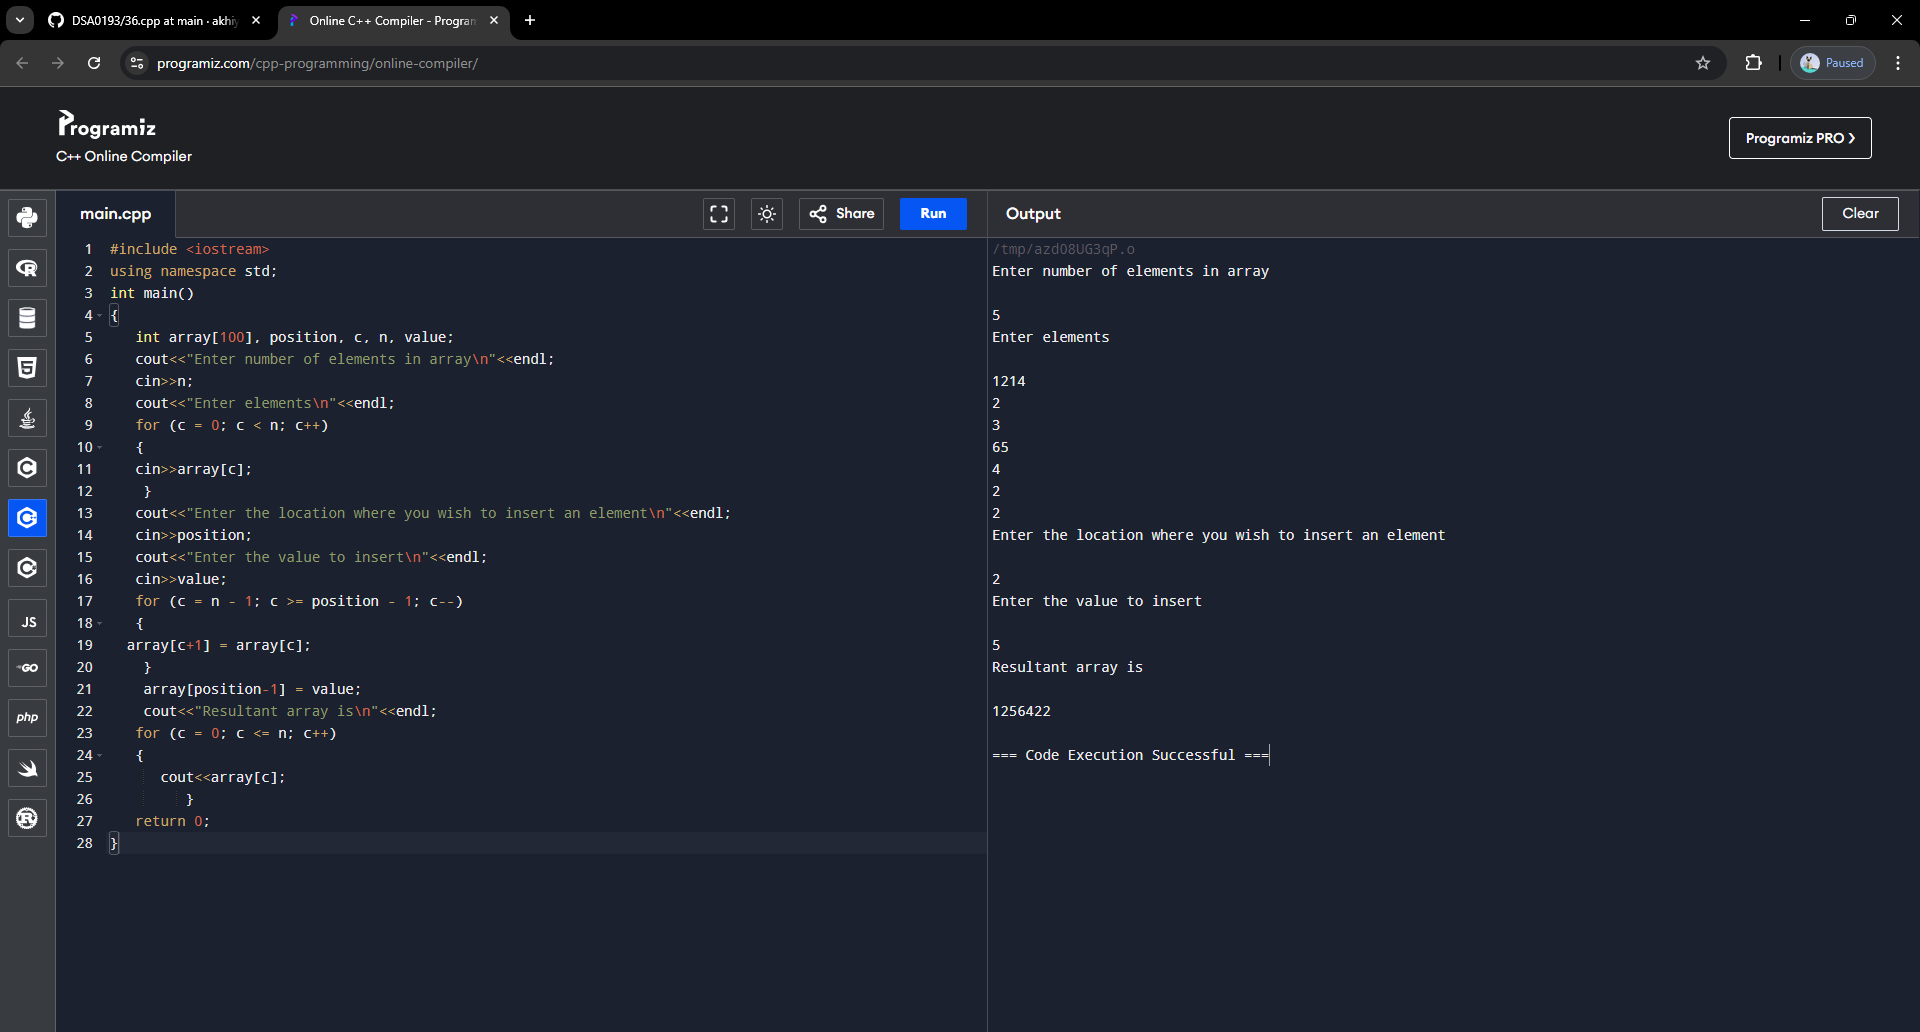 DSA0193/36.cpp at main · akhiy
Online C++ Compiler - Program
programiz.com/cpp-programming/online-compiler/
Paused
Programiz
C++ Online Compiler
Programiz PRO ❯
main.cpp
Share
Run
Output
Clear
JS
GO
php
1 #include <iostream>
2 using namespace std;
3 int main()
4 {
5 int array[100], position, c, n, value;
6 cout<<"Enter number of elements in array\n"<<endl;
7 cin>>n;
8 cout<<"Enter elements\n"<<endl;
9 for (c = 0; c < n; c++)
10 {
11 cin>>array[c];
12 }
13 cout<<"Enter the location where you wish to insert an element\n"<<endl;
14 cin>>position;
15 cout<<"Enter the value to insert\n"<<endl;
16 cin>>value;
17 for (c = n - 1; c >= position - 1; c--)
18 {
19 array[c+1] = array[c];
20 }
21 array[position-1] = value;
22 cout<<"Resultant array is\n"<<endl;
23 for (c = 0; c <= n; c++)
24 {
25 cout<<array[c];
26 }
27 return 0;
28 }
/tmp/azdO8UG3qP.o
Enter number of elements in array
5
Enter elements
1214
2
3
65
4
2
2
Enter the location where you wish to insert an element
2
Enter the value to insert
5
Resultant array is
1256422
=== Code Execution Successful ===